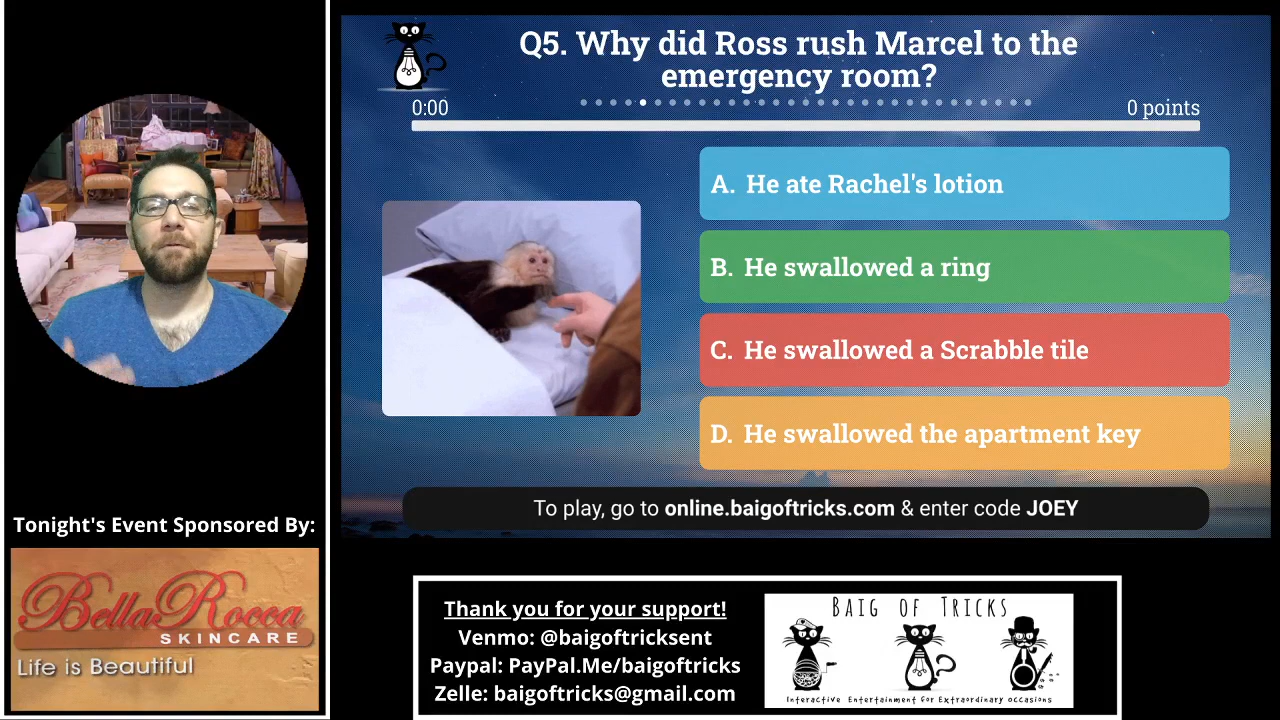 Q5. Why did Ross rush Marcel to the
emergency room?
0:00
0 points
A. He ate Rachel's lotion
B. He swallowed a ring
C. He swallowed a Scrabble tile
D. He swallowed the apartment key
To play, go to online.baigoftricks.com & enter code JOEY
Tonight's Event Sponsored By:
BellaRocca
SKINCARE
Life is Beautiful
Thank you for your support!
Venmo: @baigoftricksent
Paypal: PayPal.Me/baigoftricks
Zelle: baigoftricks@gmail.com
BAIG OF TRICKS
Interactive Entertainment for Extraordinary occasions